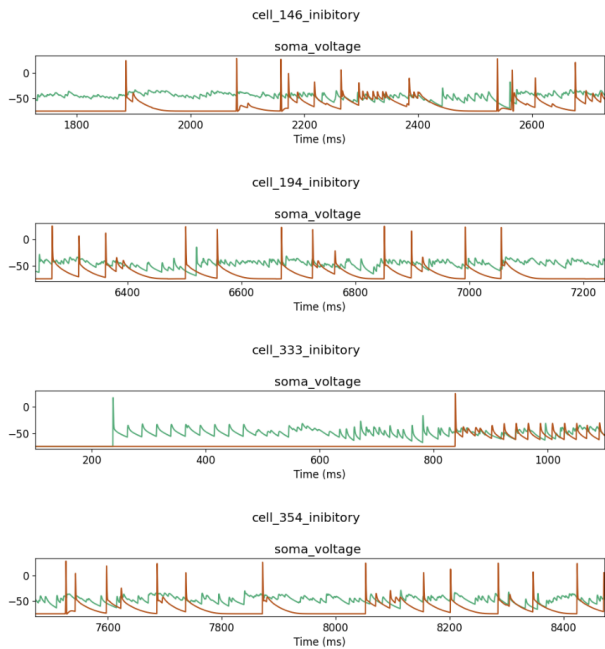 cell_146_inibitory
soma_voltage
0
−50
1800 2000 2200 2400 2600
Time (ms)
cell_194_inibitory
soma_voltage
0
−50
6400 6600 6800 7000 7200
Time (ms)
cell_333_inibitory
soma_voltage
0
−50
200 400 600 800 1000
Time (ms)
cell_354_inibitory
soma_voltage
0
−50
7600 7800 8000 8200 8400
Time (ms)